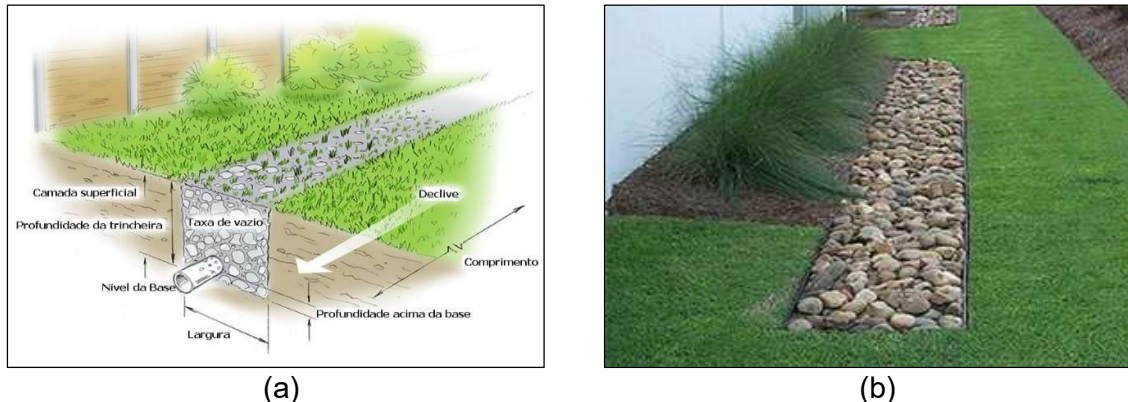 Camada superficial
Profundidade da trincheira
Taxa de vazio
Declive
Comprimento
Nível da Base
Profundidade acima da base
Largura
(a)
(b)